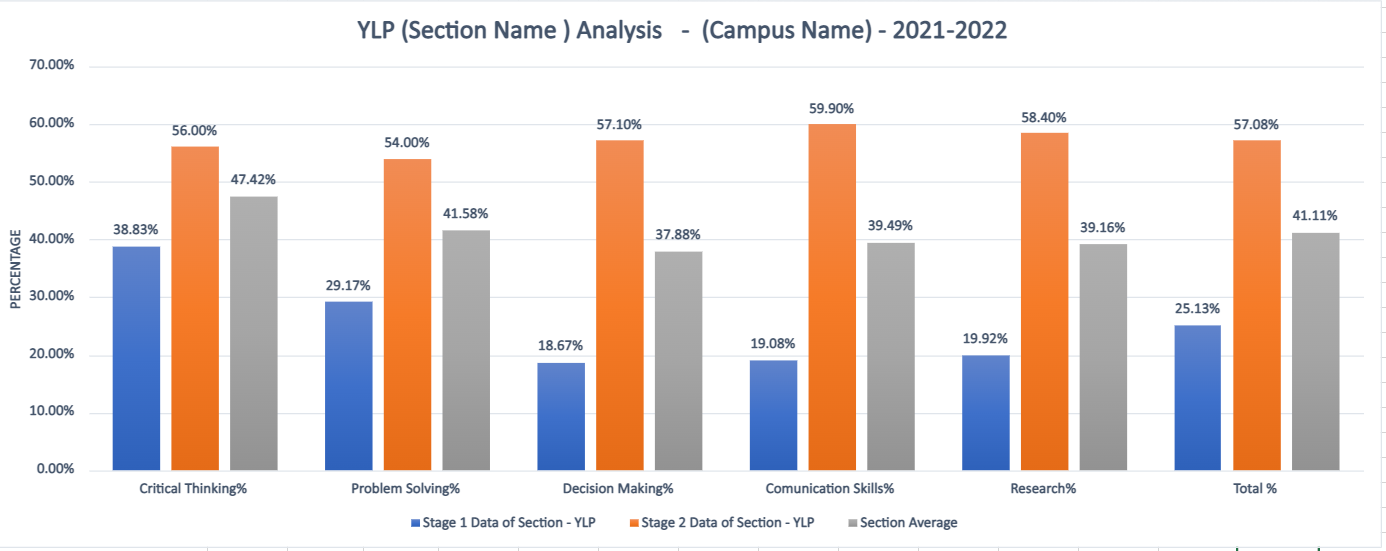 YLP (Section Name ) Analysis - (Campus Name) - 2021-2022
70.00%
60.00%
50.00%
40.00%
30.00%
20.00%
10.00%
0.00%
PERCENTAGE
38.83%
56.00%
47.42%
29.17%
54.00%
41.58%
18.67%
57.10%
37.88%
19.08%
59.90%
39.49%
19.92%
58.40%
39.16%
25.13%
57.08%
41.11%
Critical Thinking%
Problem Solving%
Decision Making%
Comunication Skills%
Research%
Total %
Stage 1 Data of Section - YLP
Stage 2 Data of Section - YLP
Section Average